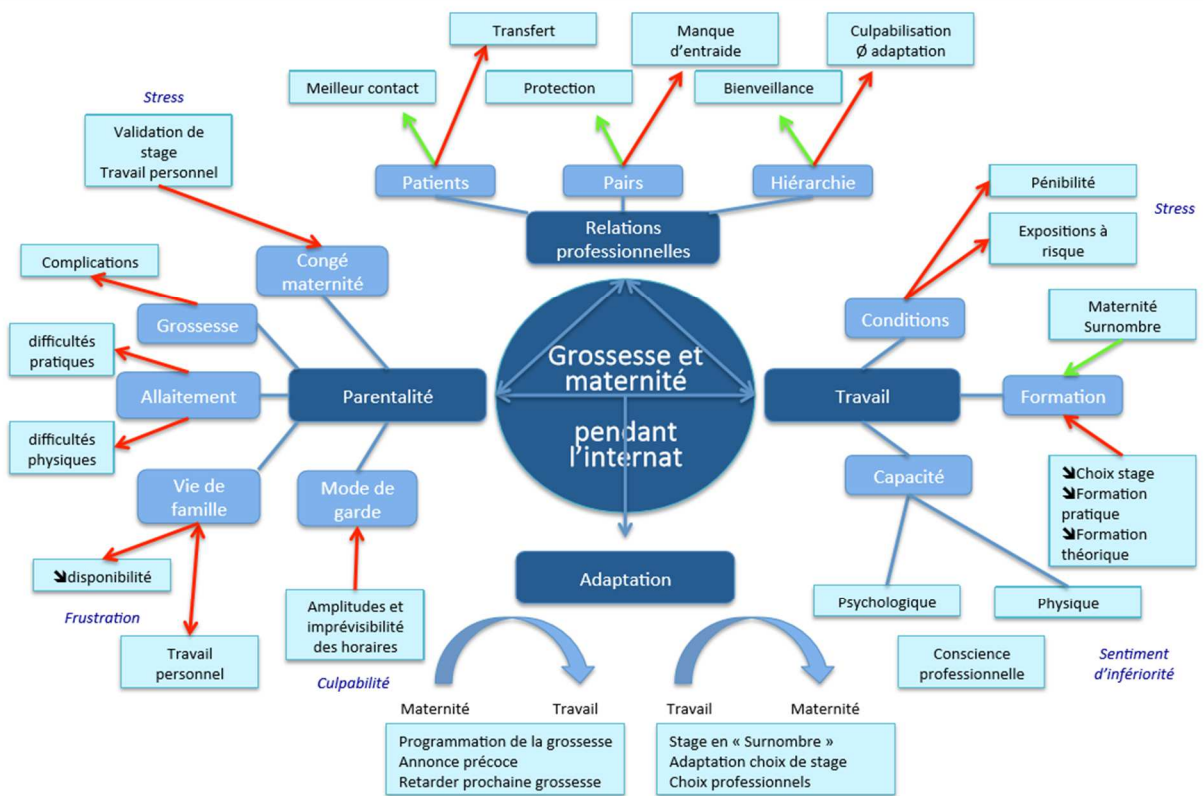 Transfert
Manque
d'entraide
Culpabilisation
Ø adaptation
Meilleur contact
Protection
Bienveillance
Stress
Validation de
stage
Travail personnel
Patients
Pairs
Hiérarchie
Relations
professionnelles
Pénibilité
Stress
Expositions à
risque
Complications
Congé
maternité
Grossesse
Conditions
Maternité
Surnombre
difficultés
pratiques
Allaitement
Parentalité
Grossesse et
maternité
pendant
l'internat
Travail
Formation
difficultés
physiques
Vie de
famille
Mode de
garde
Capacité
↘Choix stage
↘Formation
pratique
↘Formation
théorique
↘disponibilité
Frustration
Adaptation
Psychologique
Physique
Travail
personnel
Amplitudes et
imprévisibilité
des horaires
Culpabilité
Conscience
professionnelle
Sentiment
d'infériorité
Maternité
Travail
Travail
Maternité
Programmation de la grossesse
Annonce précoce
Retarder prochaine grossesse
Stage en « Surnombre »
Adaptation choix de stage
Choix professionnels